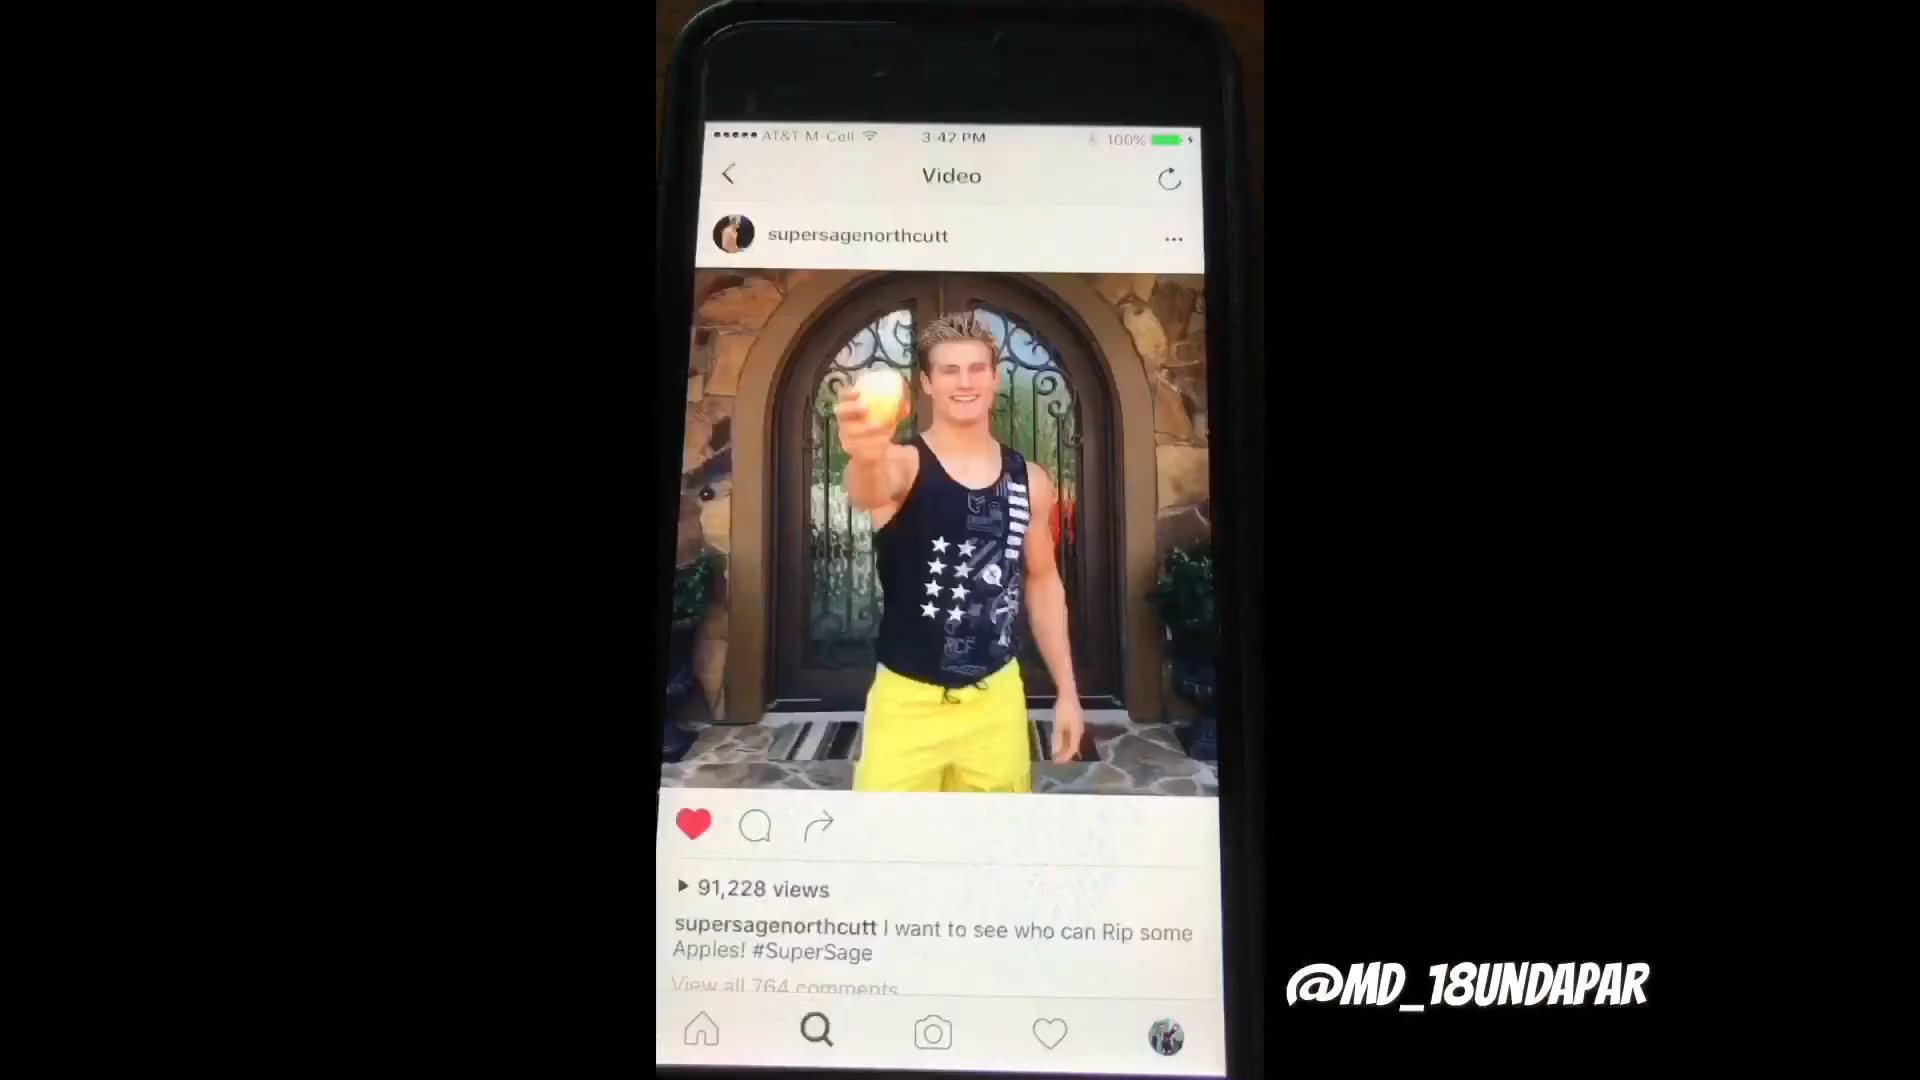 AT&T M-Cell 3:42 PM 100%
Video
supersagenorthcutt
91,228 views
supersagenorthcutt I want to see who can Rip some
Apples! #SuperSage
View all 764 comments
@MD_18UNDAPAR